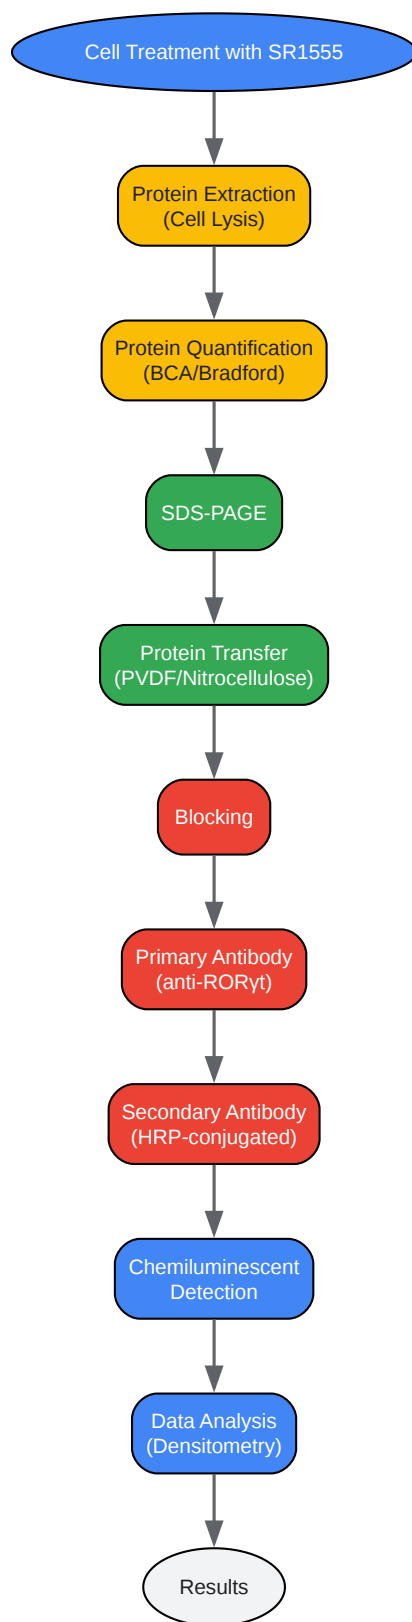 Cell Treatment with SR1555
Protein Extraction
(Cell Lysis)
Protein Quantification
(BCA/Bradford)
SDS-PAGE
Protein Transfer
(PVDF/Nitrocellulose)
Blocking
Primary Antibody
(anti-RORγt)
Secondary Antibody
(HRP-conjugated)
Chemiluminescent
Detection
Data Analysis
(Densitometry)
Results